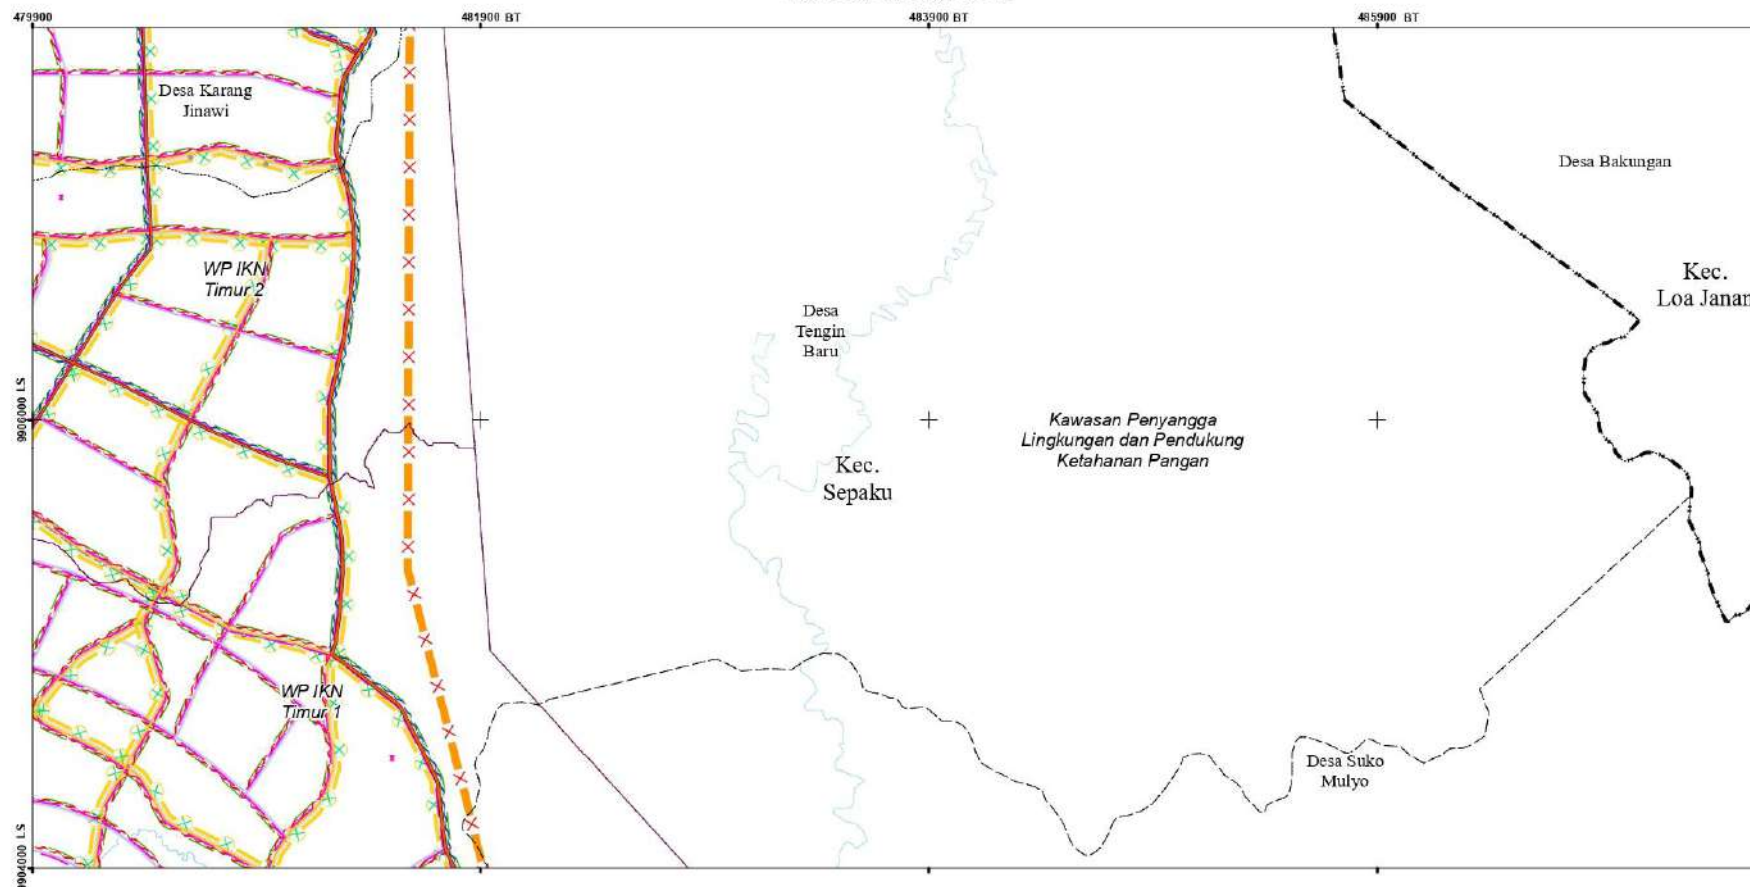 479900
481900 BT
483900 BT
485900 BT
Desa Karang
Jinawi
Desa Bakungan
WP IKN
Timur 2
Kec.
Loa Janan
Desa
Tengin
Baru
9906000 LS
Kawasan Penyangga
Lingkungan dan Pendukung
Ketahanan Pangan
Kec.
Sepaku
WP IKN
Timur 1
Desa Suko
Mulyo
9904000 LS